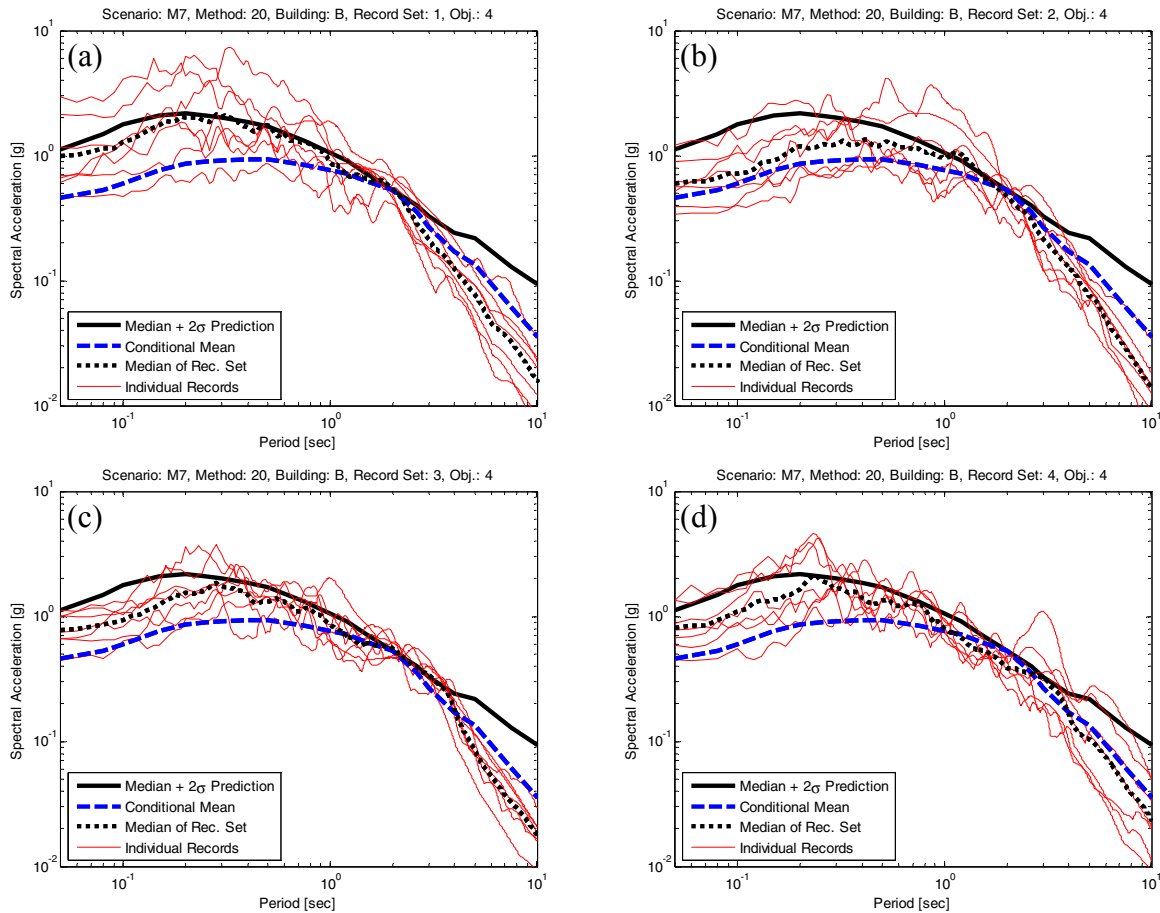 Scenario: M7, Method: 20, Building: B, Record Set: 1, Obj.: 4
(a)
10^1
10^0
10^-1
10^-2
Spectral Acceleration [g]
Median + 2σ Prediction
Conditional Mean
Median of Rec. Set
Individual Records
10^-1
10^0
10^1
Period [sec]
Scenario: M7, Method: 20, Building: B, Record Set: 2, Obj.: 4
(b)
10^1
10^0
10^-1
10^-2
Spectral Acceleration [g]
Median + 2σ Prediction
Conditional Mean
Median of Rec. Set
Individual Records
10^-1
10^0
10^1
Period [sec]
Scenario: M7, Method: 20, Building: B, Record Set: 3, Obj.: 4
(c)
10^1
10^0
10^-1
10^-2
Spectral Acceleration [g]
Median + 2σ Prediction
Conditional Mean
Median of Rec. Set
Individual Records
10^-1
10^0
10^1
Period [sec]
Scenario: M7, Method: 20, Building: B, Record Set: 4, Obj.: 4
(d)
10^1
10^0
10^-1
10^-2
Spectral Acceleration [g]
Median + 2σ Prediction
Conditional Mean
Median of Rec. Set
Individual Records
10^-1
10^0
10^1
Period [sec]